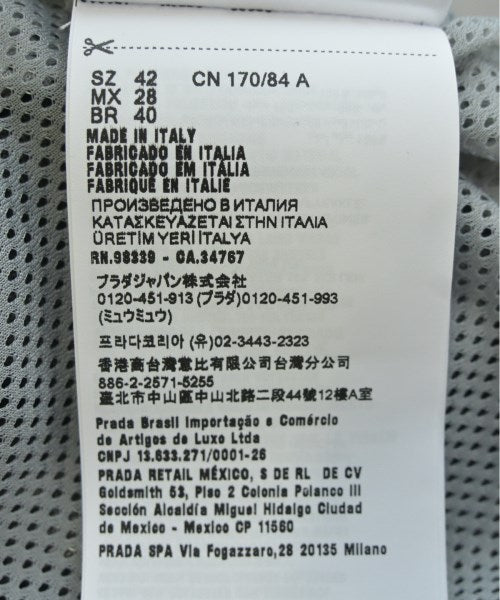 SZ 42 CN 170/84 A
MX 28
BR 40
MADE IN ITALY
FABRICADO EN ITALIA
FABRICADO EM ITALIA
FABRIQUÉ EN ITALIE
ПРОИЗВЕДЕНО В ИТАЛИЯ
ΚΑΤΑΣΚΕΥΑΖΕΤΑΙ ΣΤΗΝ ΙΤΑΛΙΑ
ÜRETİM YERİ İTALYA
RN.98339 - CA.34767
プラダジャパン株式会社
0120-451-913 (プラダ)0120-451-993
(ミュウミュウ)
프라다코리아 (유)02-3443-2323
香港商台灣普比有限公司台灣分公司
886-2-2571-5255
臺北市中山區中山北路二段44號12樓A室
Prada Brasil Importação e Comércio
de Artigos de Luxo Ltda
CNPJ 13.633.271/0001-26
PRADA RETAIL MÉXICO, S DE RL DE CV
Goldsmith 53, Piso 2 Colonia Polanco III
Sección Alcaldía Miguel Hidalgo Ciudad
de Mexico - Mexico CP 11560
PRADA SPA Via Fogazzaro,28 20135 Milano